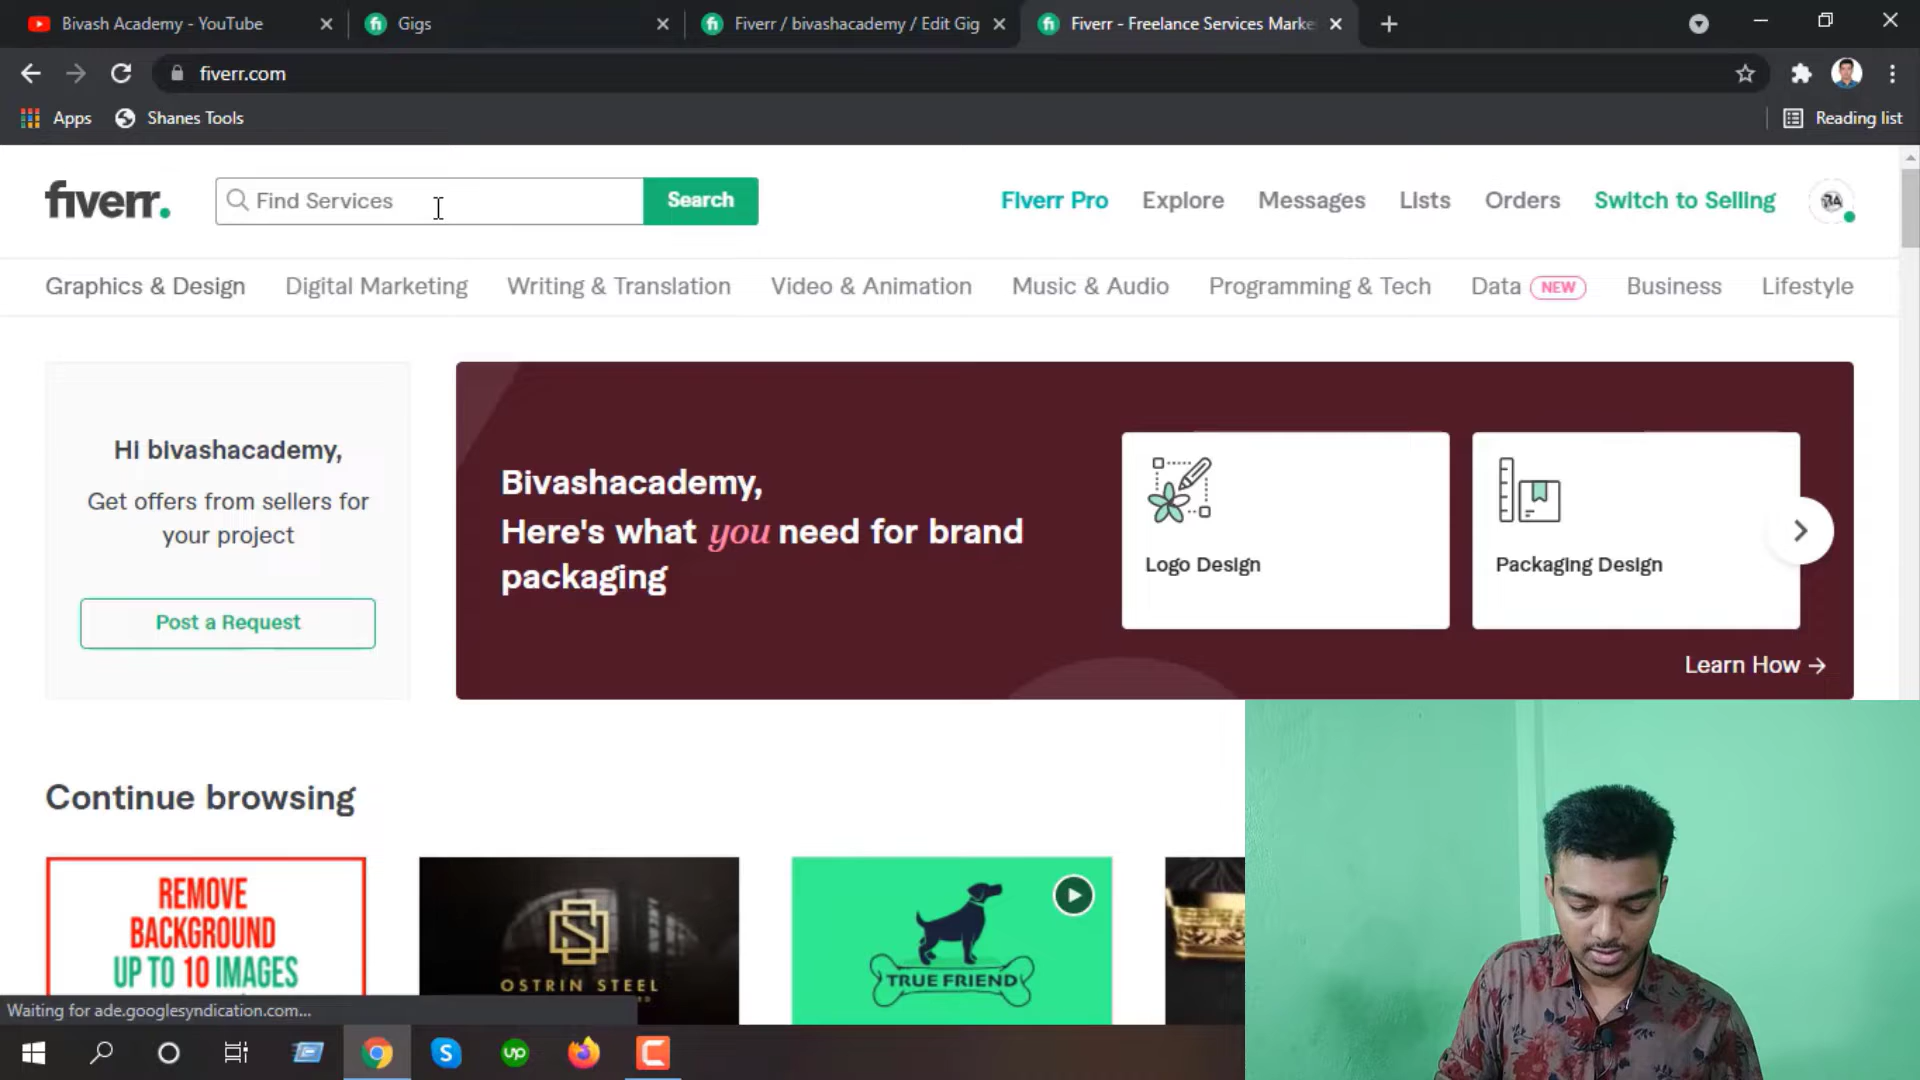 Bivash Academy - YouTube
Gigs
Fiverr / bivashacademy / Edit Gig
Fiverr - Freelance Services Marke
fiverr.com
Apps
Shanes Tools
Reading list
fiverr.
Find Services
Search
Fiverr Pro
Explore
Messages
Lists
Orders
Switch to Selling
Graphics & Design
Digital Marketing
Writing & Translation
Video & Animation
Music & Audio
Programming & Tech
Data NEW
Business
Lifestyle
Hi bivashacademy,
Get offers from sellers for
your project
Post a Request
Bivashacademy,
Here's what you need for brand
packaging
Logo Design
Packaging Design
Learn How →
Continue browsing
REMOVE
BACKGROUND
UP TO 10 IMAGES
OSTRIN STEEL
TRUE FRIEND
Waiting for ade.googlesyndication.com...
up